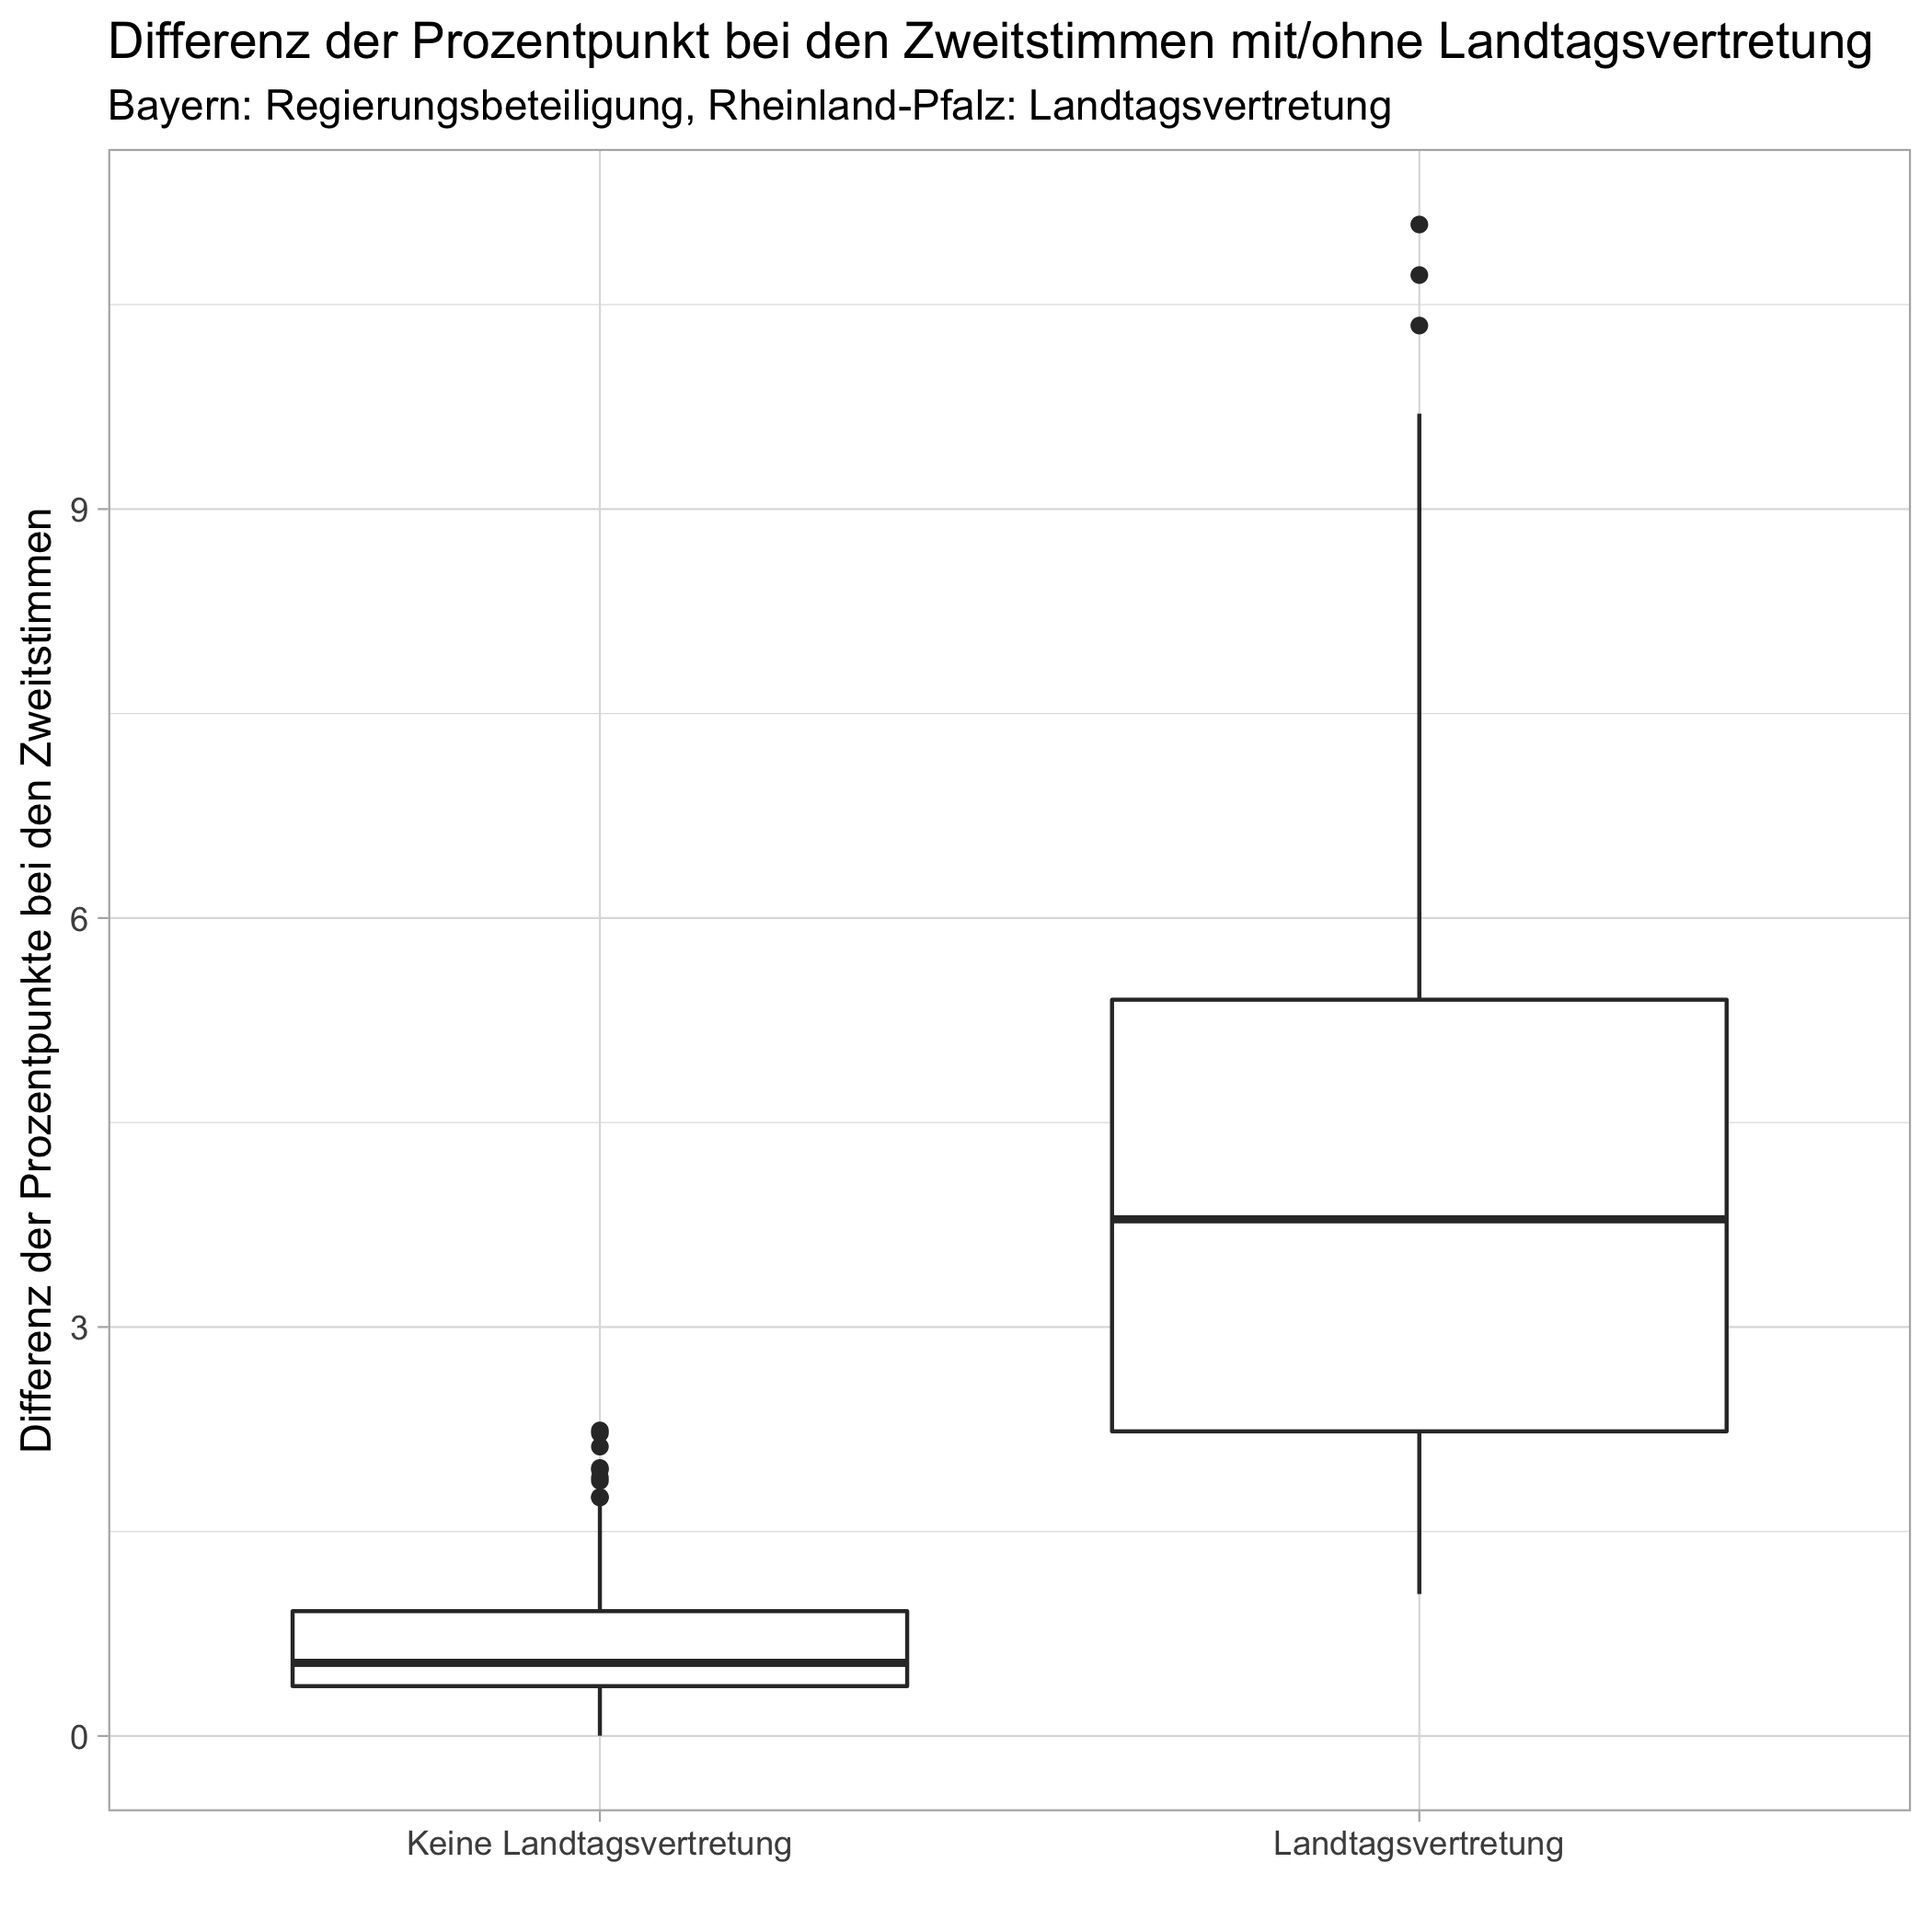 Differenz der Prozentpunkt bei den Zweitstimmen mit/ohne Landtagsvertretung
Bayern: Regierungsbeteiligung, Rheinland-Pfalz: Landtagsvertretung
Differenz der Prozentpunkte bei den Zweitstimmen
9
6
3
0
Keine Landtagsvertretung
Landtagsvertretung